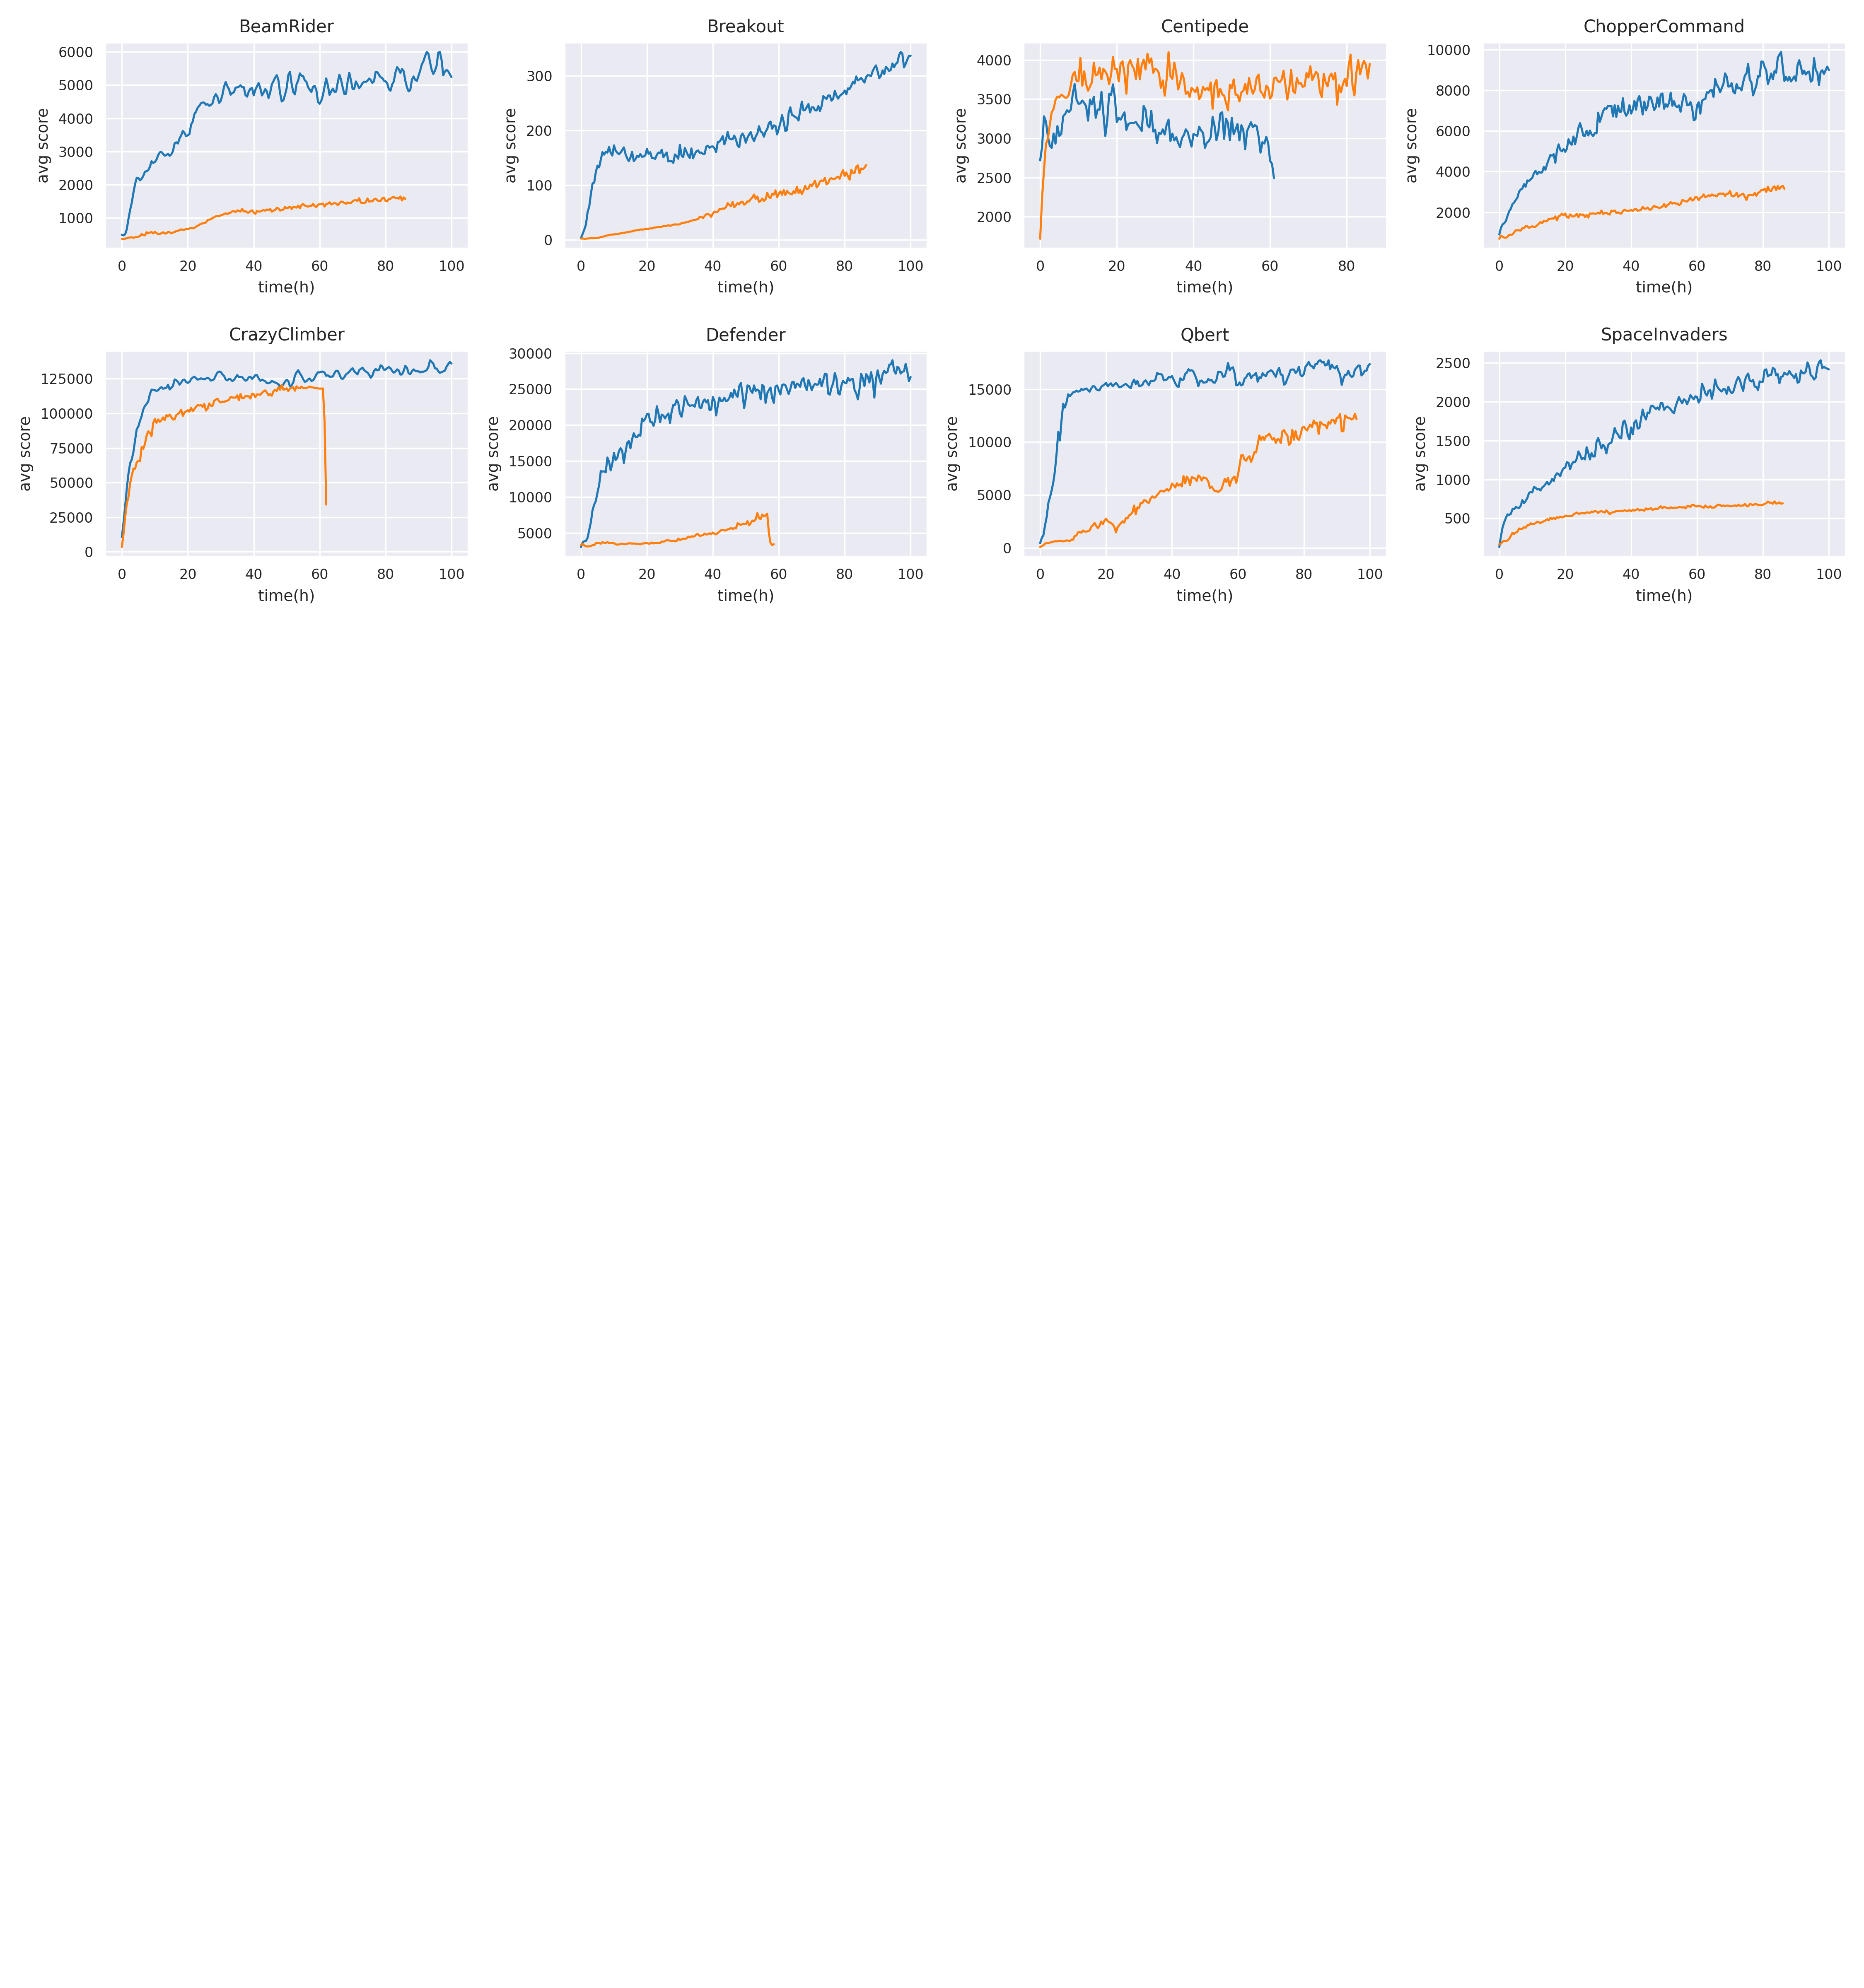 BeamRider
avg score
6000
5000
4000
3000
2000
1000
0 20 40 60 80 100
time(h)
Breakout
avg score
300
200
100
0
0 20 40 60 80 100
time(h)
Centipede
avg score
4000
3500
3000
2500
2000
0 20 40 60 80
time(h)
ChopperCommand
avg score
10000
8000
6000
4000
2000
0 20 40 60 80 100
time(h)
CrazyClimber
avg score
125000
100000
75000
50000
25000
0
0 20 40 60 80 100
time(h)
Defender
avg score
30000
25000
20000
15000
10000
5000
0 20 40 60 80 100
time(h)
Qbert
avg score
15000
10000
5000
0
0 20 40 60 80 100
time(h)
SpaceInvaders
avg score
2500
2000
1500
1000
500
0 20 40 60 80 100
time(h)